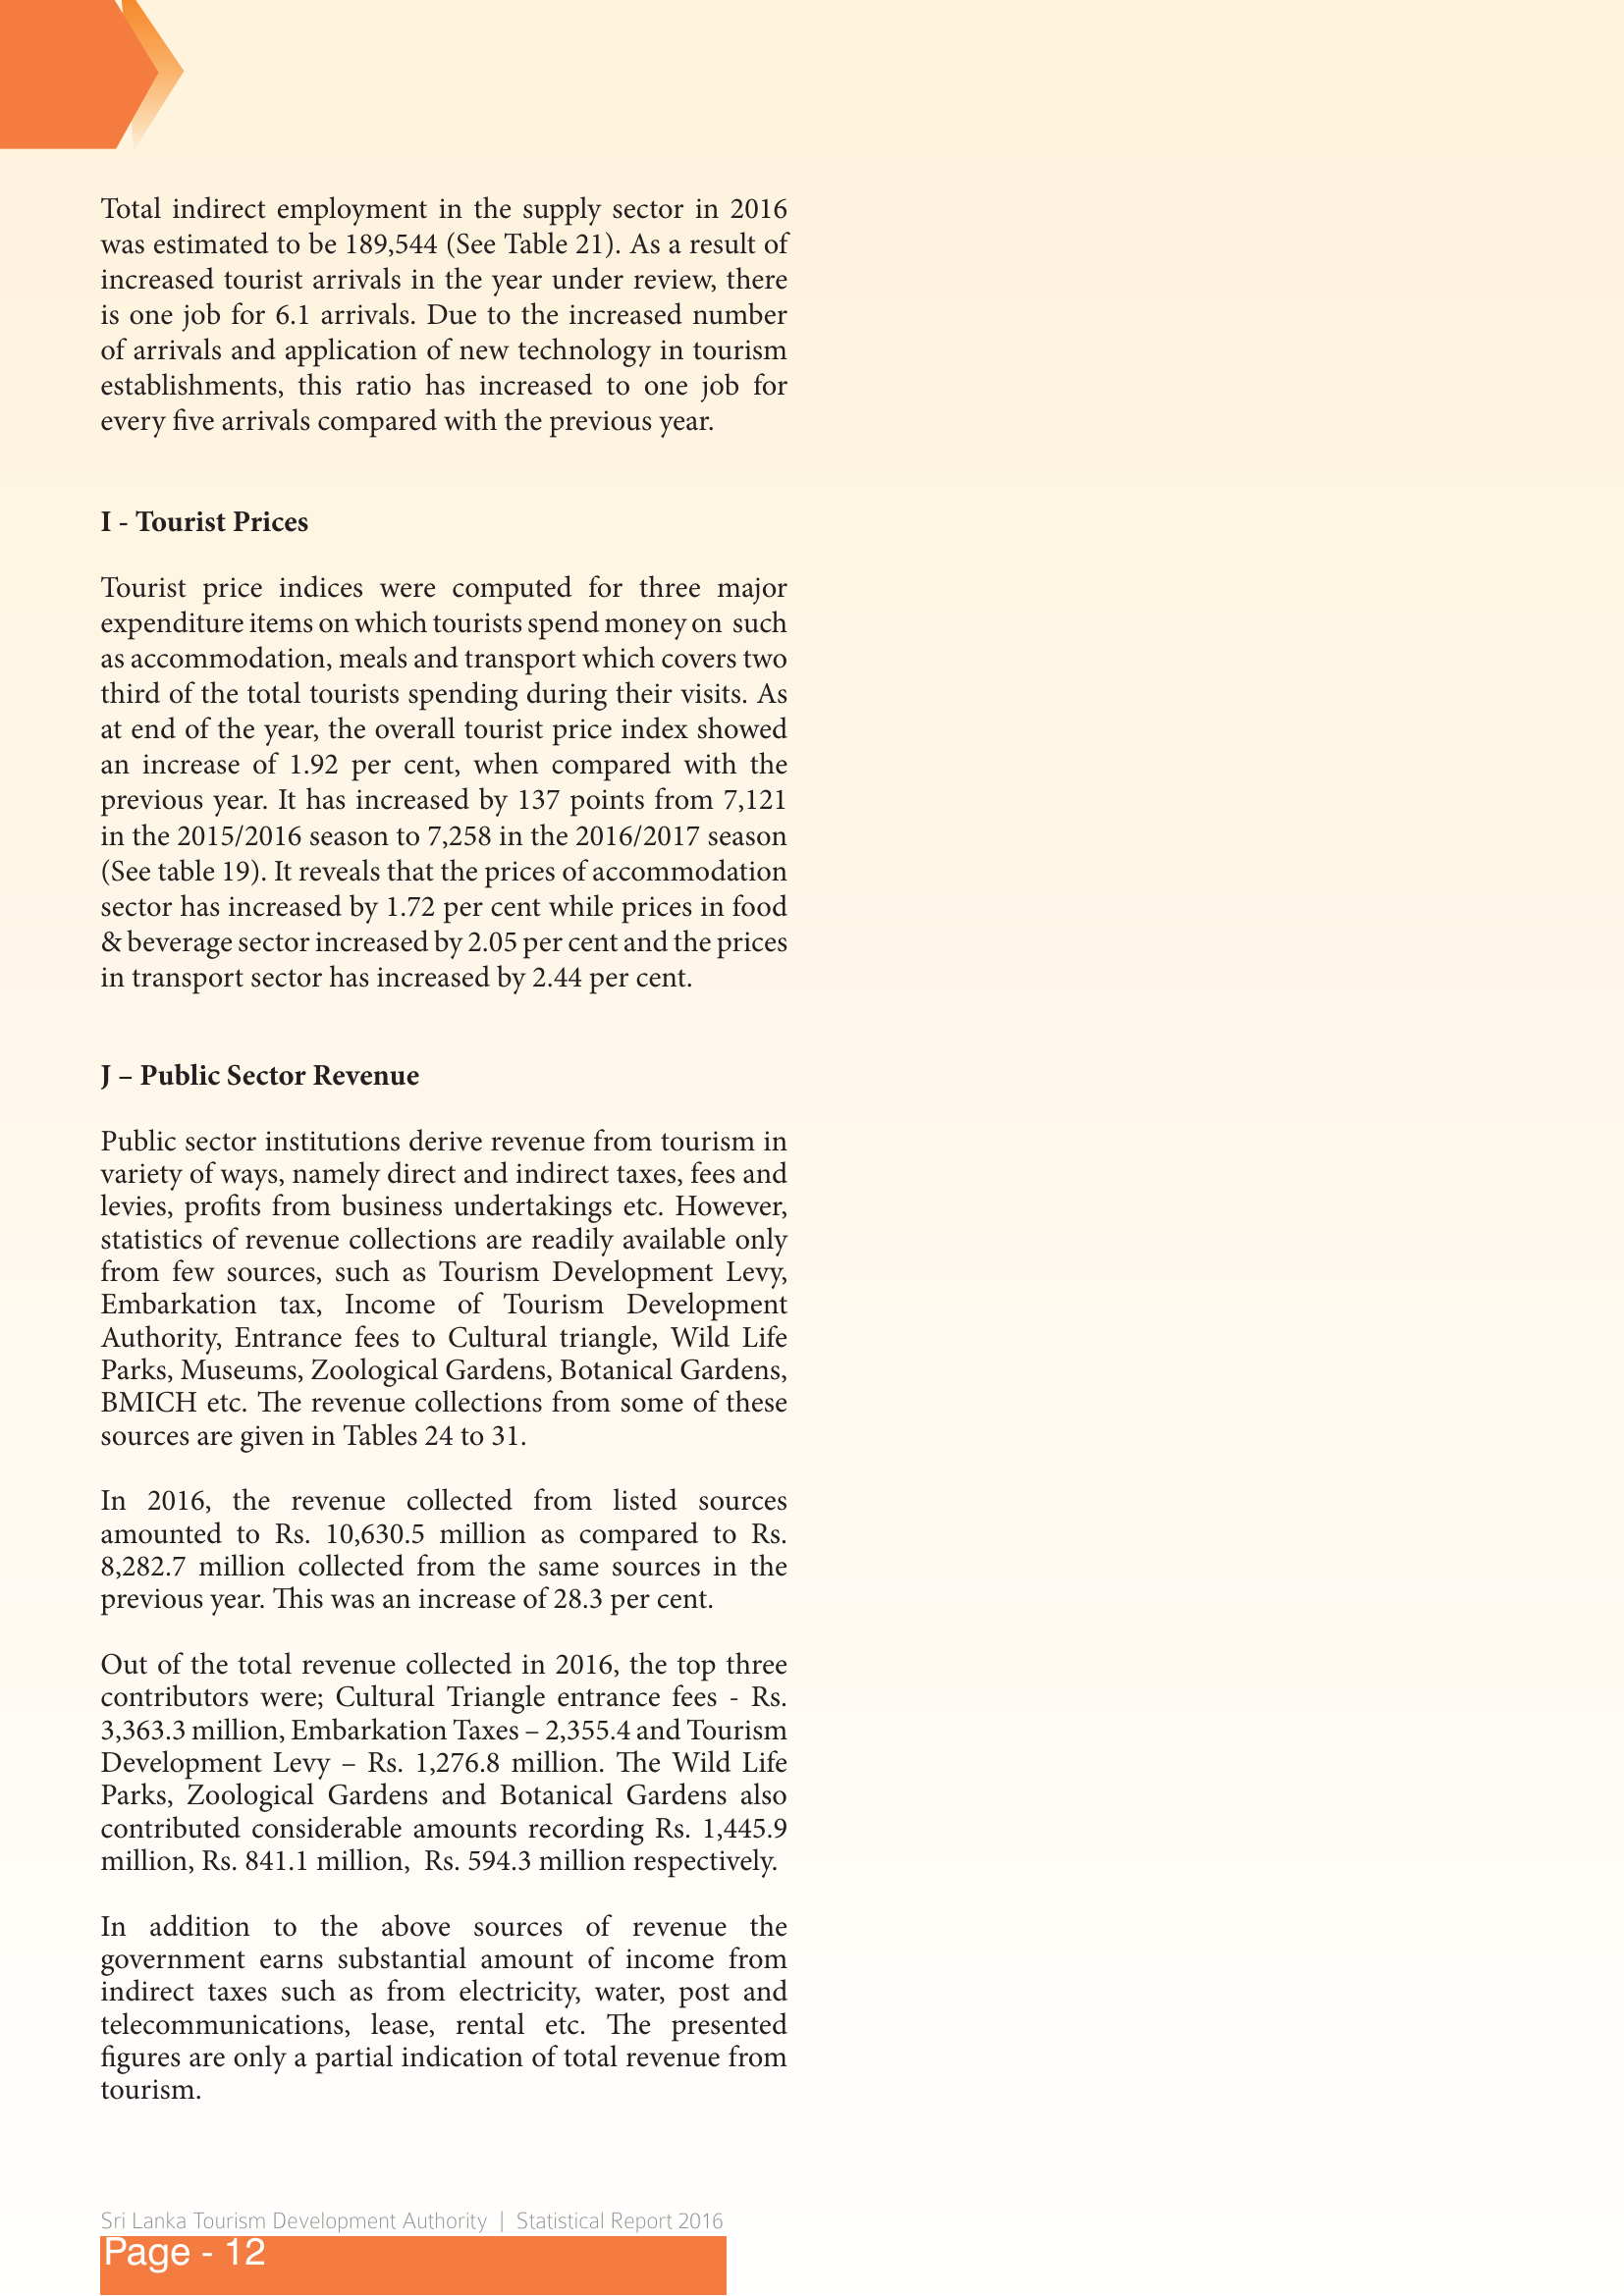 Total indirect employment in the supply sector in 2016
was estimated to be 189,544 (See Table 21). As a result of
increased tourist arrivals in the year under review, there
is one job for 6.1 arrivals. Due to the increased number
of arrivals and application of new technology in tourism
establishments, this ratio has increased to one job for
every five arrivals compared with the previous year.
I - Tourist Prices
Tourist price indices were computed for three major
expenditure items on which tourists spend money on such
as accommodation, meals and transport which covers two
third of the total tourists spending during their visits. As
at end of the year, the overall tourist price index showed
an increase of 1.92 per cent, when compared with the
previous year. It has increased by 137 points from 7,121
in the 2015/2016 season to 7,258 in the 2016/2017 season
(See table 19). It reveals that the prices of accommodation
sector has increased by 1.72 per cent while prices in food
& beverage sector increased by 2.05 per cent and the prices
in transport sector has increased by 2.44 per cent.
J – Public Sector Revenue
Public sector institutions derive revenue from tourism in
variety of ways, namely direct and indirect taxes, fees and
levies, profits from business undertakings etc. However,
statistics of revenue collections are readily available only
from few sources, such as Tourism Development Levy,
Embarkation tax, Income of Tourism Development
Authority, Entrance fees to Cultural triangle, Wild Life
Parks, Museums, Zoological Gardens, Botanical Gardens,
BMICH etc. The revenue collections from some of these
sources are given in Tables 24 to 31.
In 2016, the revenue collected from listed sources
amounted to Rs. 10,630.5 million as compared to Rs.
8,282.7 million collected from the same sources in the
previous year. This was an increase of 28.3 per cent.
Out of the total revenue collected in 2016, the top three
contributors were; Cultural Triangle entrance fees - Rs.
3,363.3 million, Embarkation Taxes – 2,355.4 and Tourism
Development Levy – Rs. 1,276.8 million. The Wild Life
Parks, Zoological Gardens and Botanical Gardens also
contributed considerable amounts recording Rs. 1,445.9
million, Rs. 841.1 million, Rs. 594.3 million respectively.
In addition to the above sources of revenue the
government earns substantial amount of income from
indirect taxes such as from electricity, water, post and
telecommunications, lease, rental etc. The presented
figures are only a partial indication of total revenue from
tourism.
Sri Lanka Tourism Development Authority | Statistical Report 2016
Page - 12